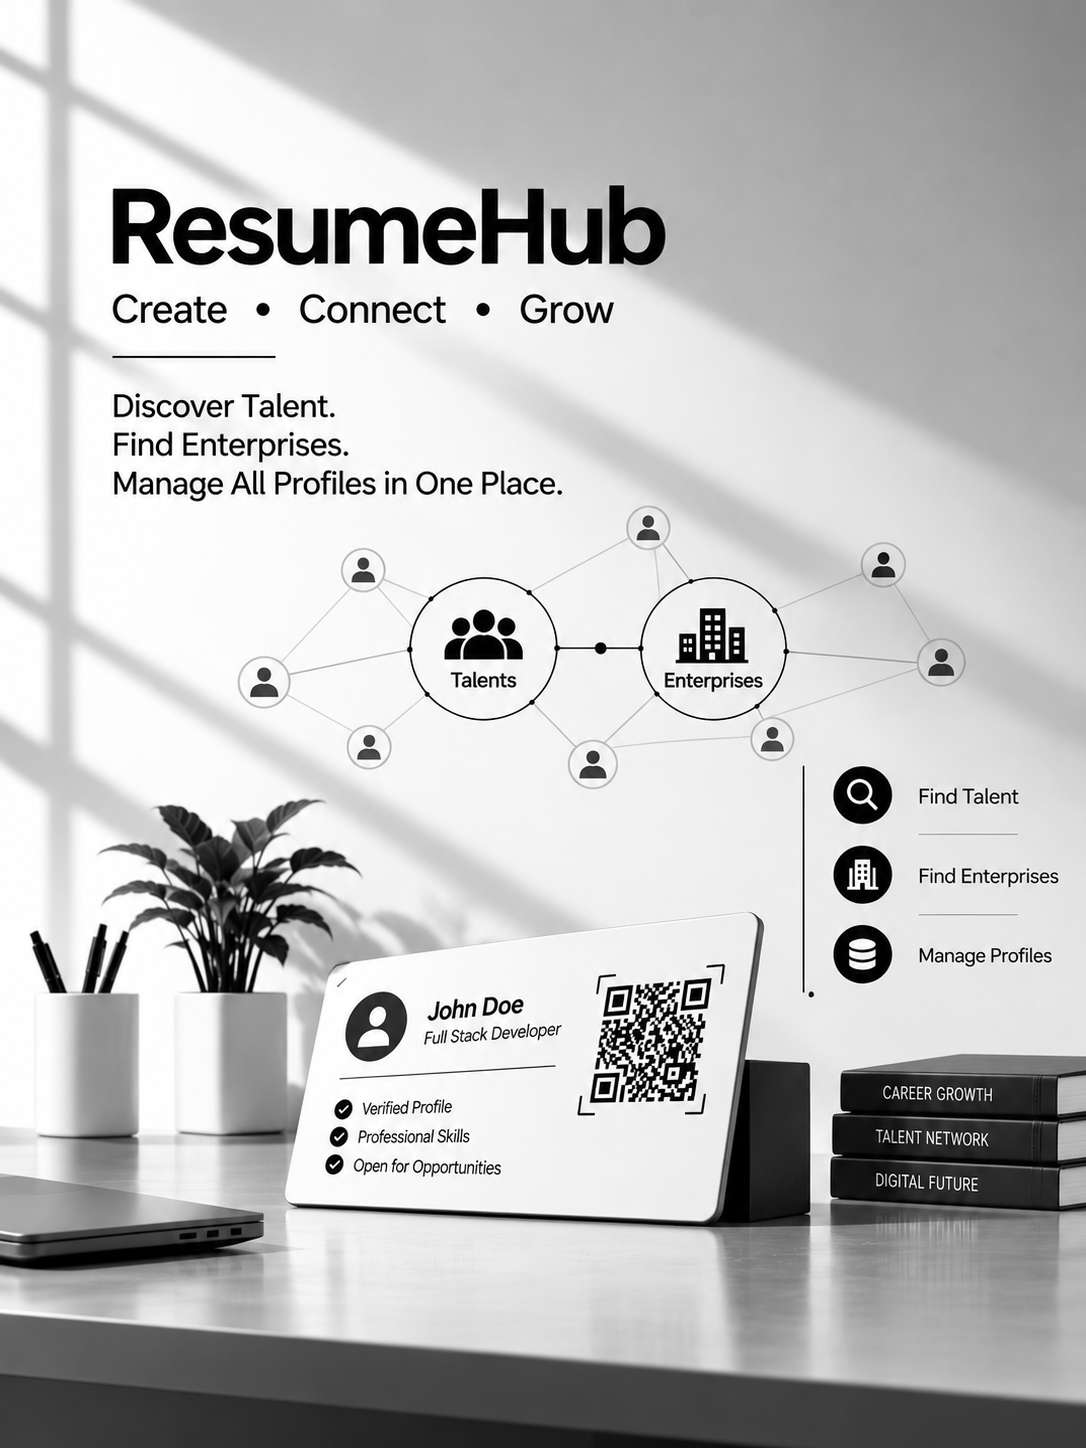 ResumeHub
Create • Connect • Grow
Discover Talent.
Find Enterprises.
Manage All Profiles in One Place.
Talents
Enterprises
Find Talent
Find Enterprises
Manage Profiles
John Doe
Full Stack Developer
Verified Profile
Professional Skills
Open for Opportunities
CAREER GROWTH
TALENT NETWORK
DIGITAL FUTURE